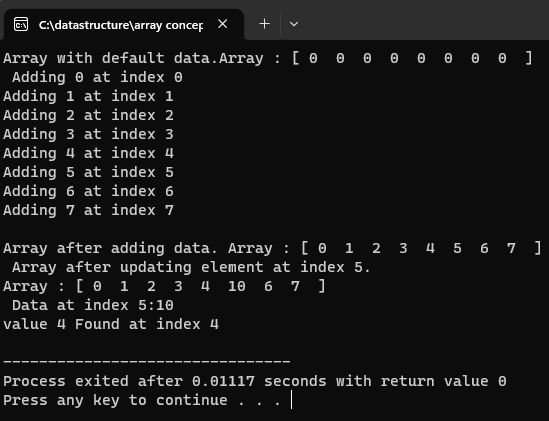 C:\datastructure\array concep
Array with default data.Array : [ 0  0  0  0  0  0  0  0  ]
 Adding 0 at index 0
Adding 1 at index 1
Adding 2 at index 2
Adding 3 at index 3
Adding 4 at index 4
Adding 5 at index 5
Adding 6 at index 6
Adding 7 at index 7

Array after adding data. Array : [ 0  1  2  3  4  5  6  7  ]
 Array after updating element at index 5.
Array : [ 0  1  2  3  4  10  6  7  ]
 Data at index 5:10
value 4 Found at index 4

--------------------------------
Process exited after 0.01117 seconds with return value 0
Press any key to continue . . .